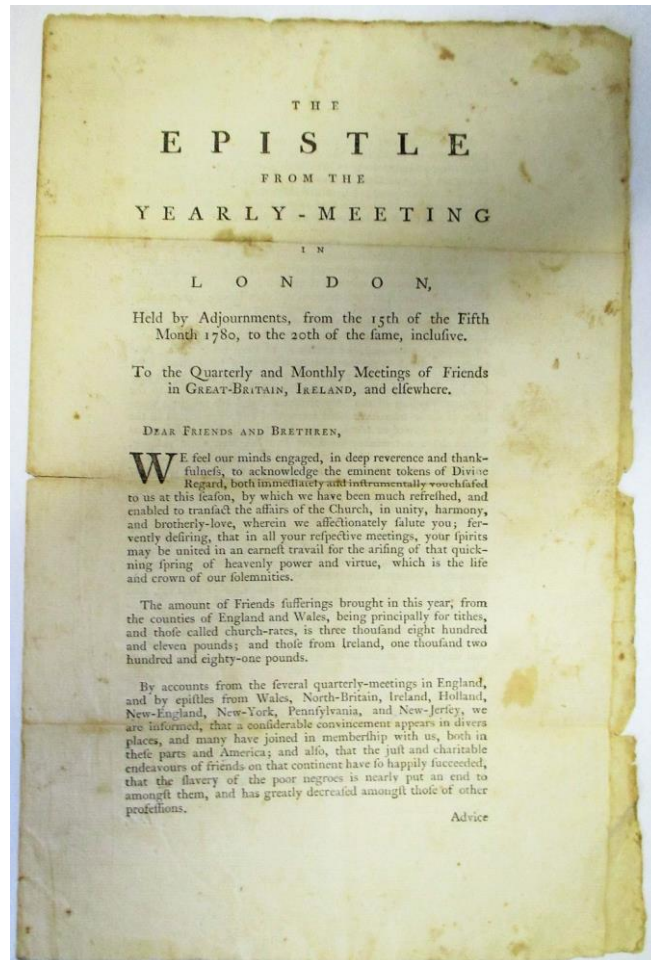 THE
EPISTLE
FROM THE
YEARLY-MEETING
IN
LONDON,
Held by Adjournments, from the 15th of the Fifth
Month 1780, to the 20th of the ſame, incluſive.
To the Quarterly and Monthly Meetings of Friends
in GREAT-BRITAIN, IRELAND, and elſewhere.
DEAR FRIENDS AND BRETHREN,
WE feel our minds engaged, in deep reverence and thank-
fulneſs, to acknowledge the eminent tokens of Divine
Regard, both immediately and inſtrumentally vouchſafed
to us at this ſeaſon, by which we have been much refreſhed, and
enabled to tranſact the affairs of the Church, in unity, harmony,
and brotherly-love, wherein we affectionately ſalute you; fer-
vently deſiring, that in all your reſpective meetings, your ſpirits
may be united in an earneſt travail for the ariſing of that quick-
ning ſpring of heavenly power and virtue, which is the life
and crown of our ſolemnities.
The amount of Friends ſufferings brought in this year, from
the counties of England and Wales, being principally for tithes,
and thoſe called church-rates, is three thouſand eight hundred
and eleven pounds; and thoſe from Ireland, one thouſand two
hundred and eighty-one pounds.
By accounts from the ſeveral quarterly-meetings in England,
and by epiſtles from Wales, North-Britain, Ireland, Holland,
New-England, New-York, Pennſylvania, and New-Jerſey, we
are informed, that a conſiderable convincement appears in divers
places, and many have joined in memberſhip with us, both in
theſe parts and America; and alſo, that the juſt and charitable
endeavours of friends on that continent have ſo happily ſucceeded,
that the ſlavery of the poor negroes is nearly put an end to
amongſt them, and has greatly decreaſed amongſt thoſe of other
profeſſions.
Advice